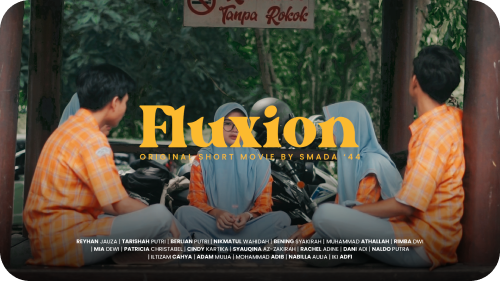 Tanpa Rokok
Fluxion
ORIGINAL SHORT MOVIE BY SMADA '44
REYHAN JAUZA | TARISHAH PUTRI | BERLIAN PUTRI | NIKMATUL WAHIDAH | BENING SYAKIRAH | MUHAMMAD ATHALLAH | RIMBA DWI
| MIA DEWI | PATRICIA CHRISTABEL | CINDY KARTIKA | SYAUQINA AZ-ZAKIRAH | RACHEL ADINE | DANI ADI | NALDO PUTRA
| ILTIZAM CAHYA | ADAM MULIA | MOHAMMAD ADIB | NABILLA AULIA | IKI ADFI